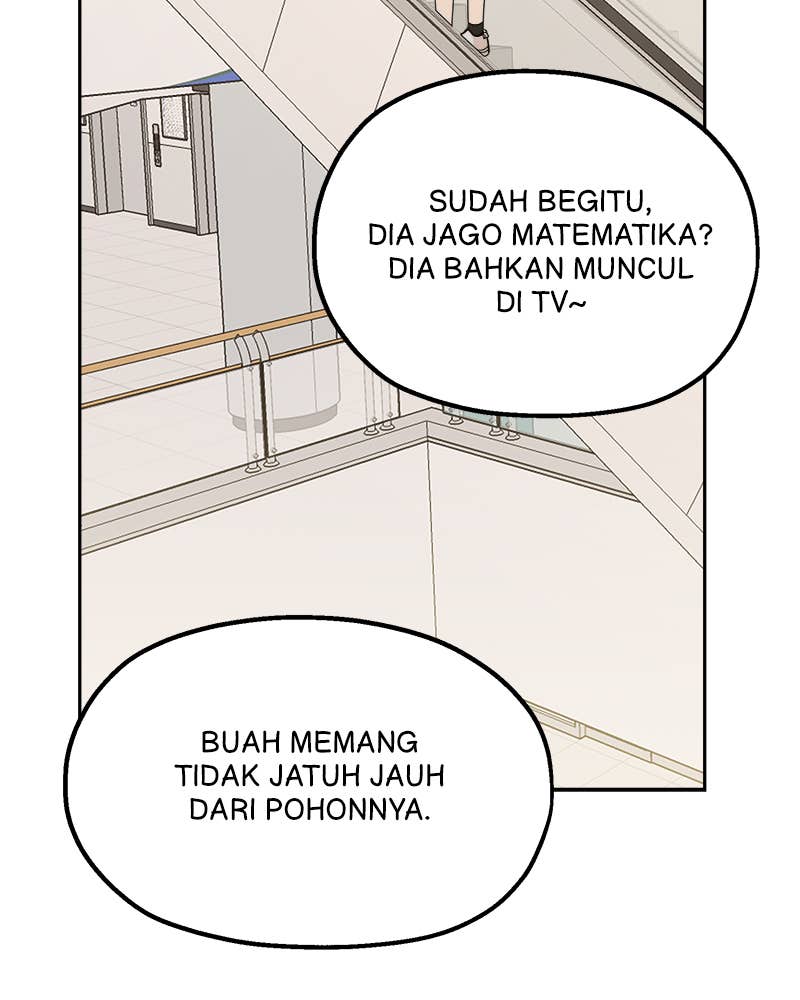 SUDAH BEGITU,
DIA JAGO MATEMATIKA?
DIA BAHKAN MUNCUL
DI TV~
BUAH MEMANG
TIDAK JATUH JAUH
DARI POHONNYA.